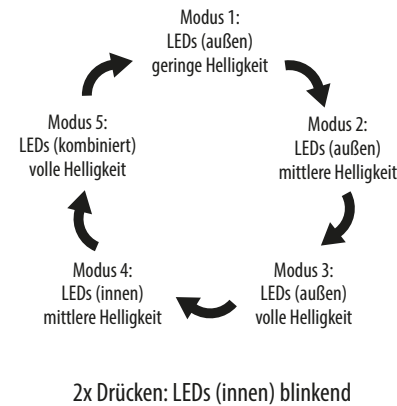 Modus 1:
LEDs (außen)
geringe Helligkeit
Modus 2:
LEDs (außen)
mittlere Helligkeit
Modus 3:
LEDs (außen)
volle Helligkeit
Modus 4:
LEDs (innen)
mittlere Helligkeit
Modus 5:
LEDs (kombiniert)
volle Helligkeit
2x Drücken: LEDs (innen) blinkend